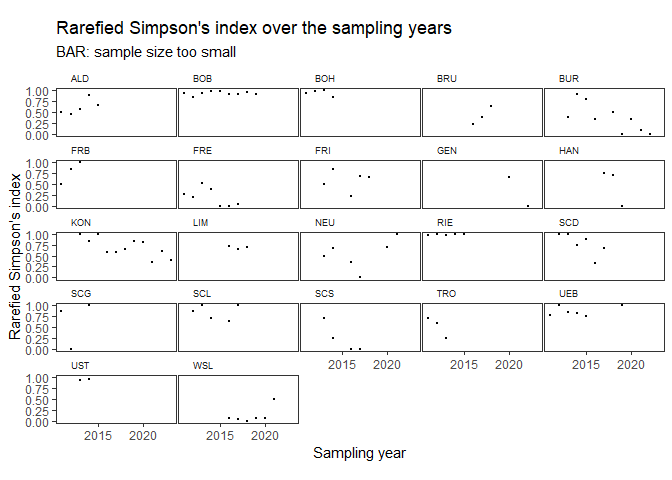 Rarefied Simpson's index over the sampling years
BAR: sample size too small
ALD BOB BOH BRU BUR
1.00
0.75
0.50
0.25
0.00
FRB FRE FRI GEN HAN
1.00
0.75
0.50
0.25
0.00
KON LIM NEU RIE SCD
1.00
0.75
0.50
0.25
0.00
SCG SCL SCS TRO UEB
1.00
0.75
0.50
0.25
0.00
2015 2020 2015 2020 2015 2020
UST WSL
1.00
0.75
0.50
0.25
0.00
2015 2020 2015 2020
Rarefied Simpson's index
Sampling year